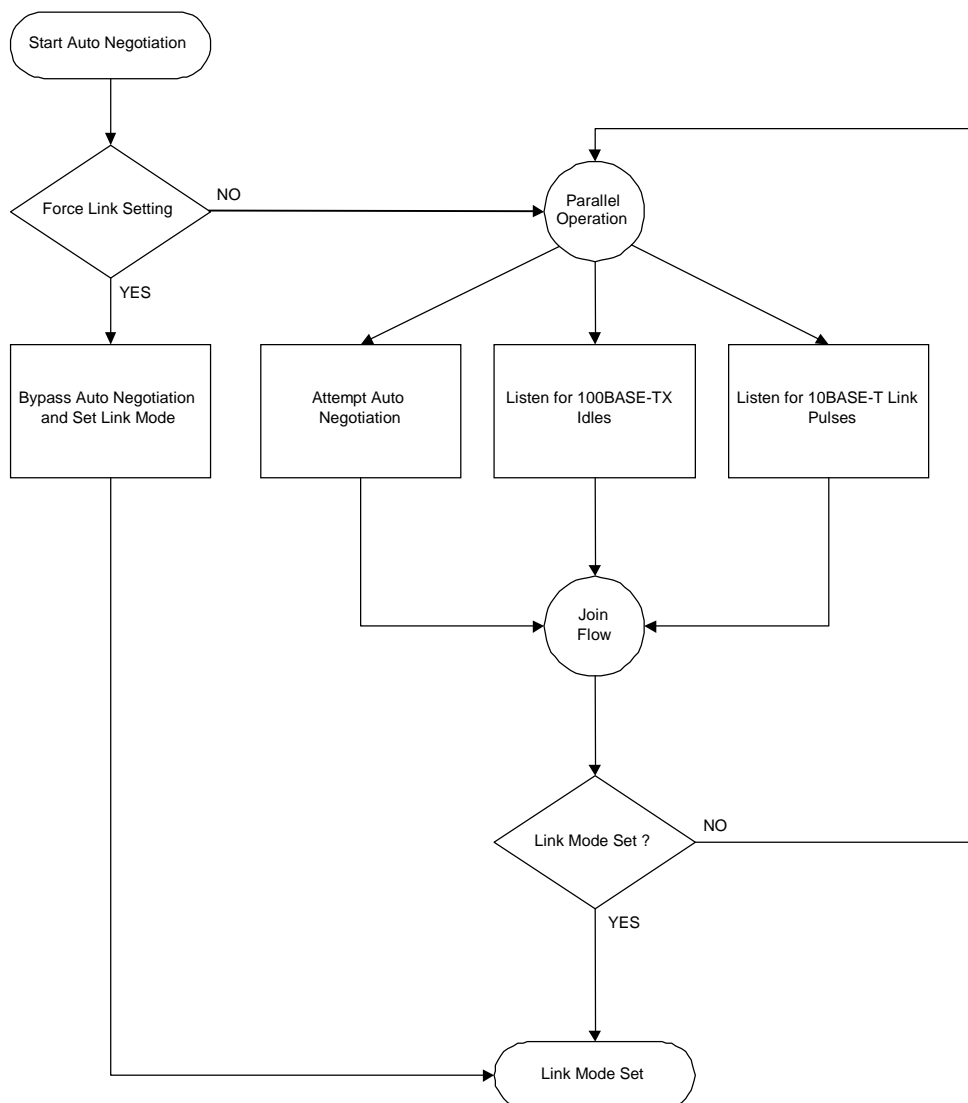 Start Auto Negotiation
Force Link Setting
NO
Parallel
Operation
YES
Bypass Auto Negotiation
and Set Link Mode
Attempt Auto
Negotiation
Listen for 100BASE-TX
Idles
Listen for 10BASE-T Link
Pulses
Join
Flow
Link Mode Set ?
NO
YES
Link Mode Set